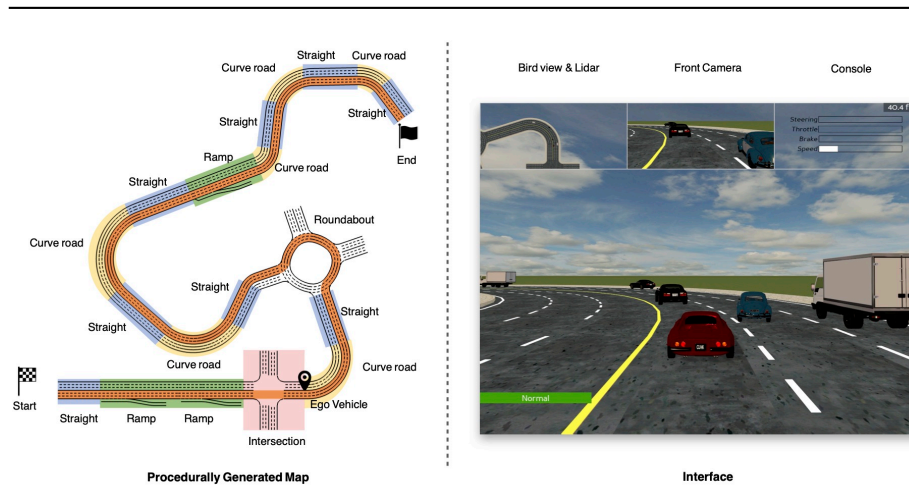 Straight
Curve road
Curve road
Straight
Straight
End
Ramp
Curve road
Straight
Curve road
Roundabout
Straight
Straight
Straight
Curve road
Curve road
Start
Ego Vehicle
Straight
Ramp
Ramp
Intersection
Procedurally Generated Map
Bird view & Lidar
Front Camera
Console
40.4 f
Steering
Throttle
Brake
Speed
Normal
Interface